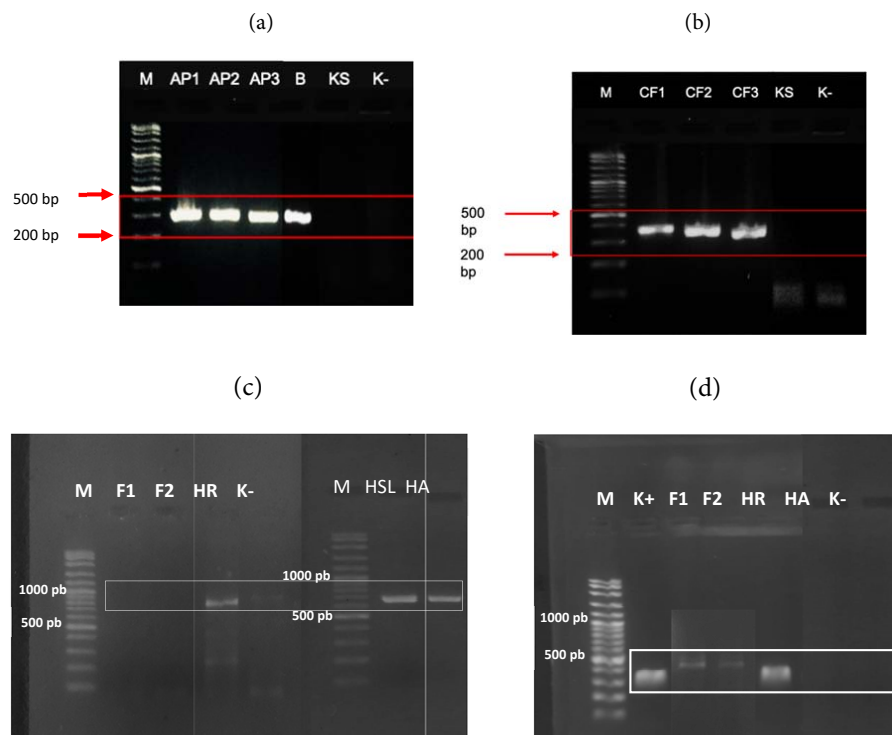 (a)
(b)
M AP1 AP2 AP3 B KS K-
M CF1 CF2 CF3 KS K-
500 bp
200 bp
500
bp
200
bp
(c)
(d)
M F1 F2 HR K-
M HSL HA
1000 pb
500 pb
1000 pb
500 pb
M K+ F1 F2 HR HA K-
1000 pb
500 pb